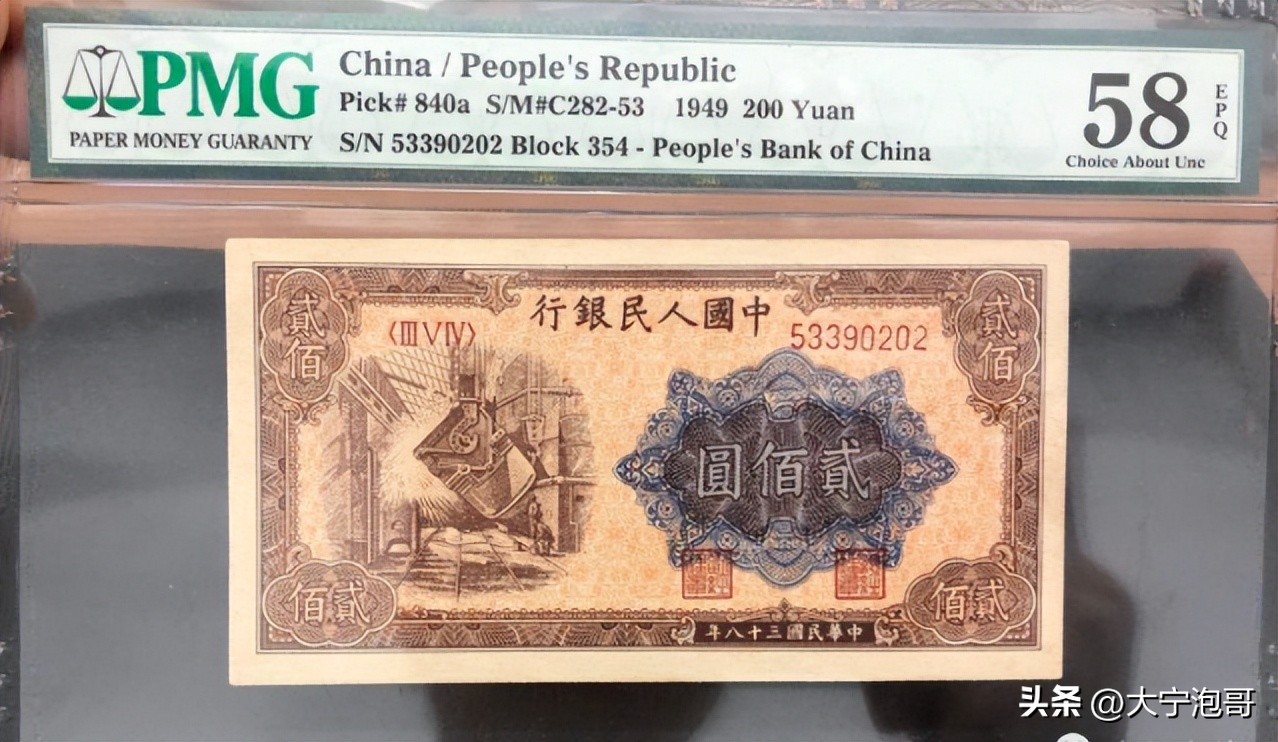 PMG
PAPER MONEY GUARANTY
China / People's Republic
Pick# 840a S/M#C282-53 1949 200 Yuan
S/N 53390202 Block 354 - People's Bank of China
58
EPQ
Choice About Unc
行銀民人國中
〈ⅢⅤⅣ〉
53390202
貳佰
貳佰
圓佰貳
佰貳
佰貳
年八十三國民華中
头条 @大宁泡哥